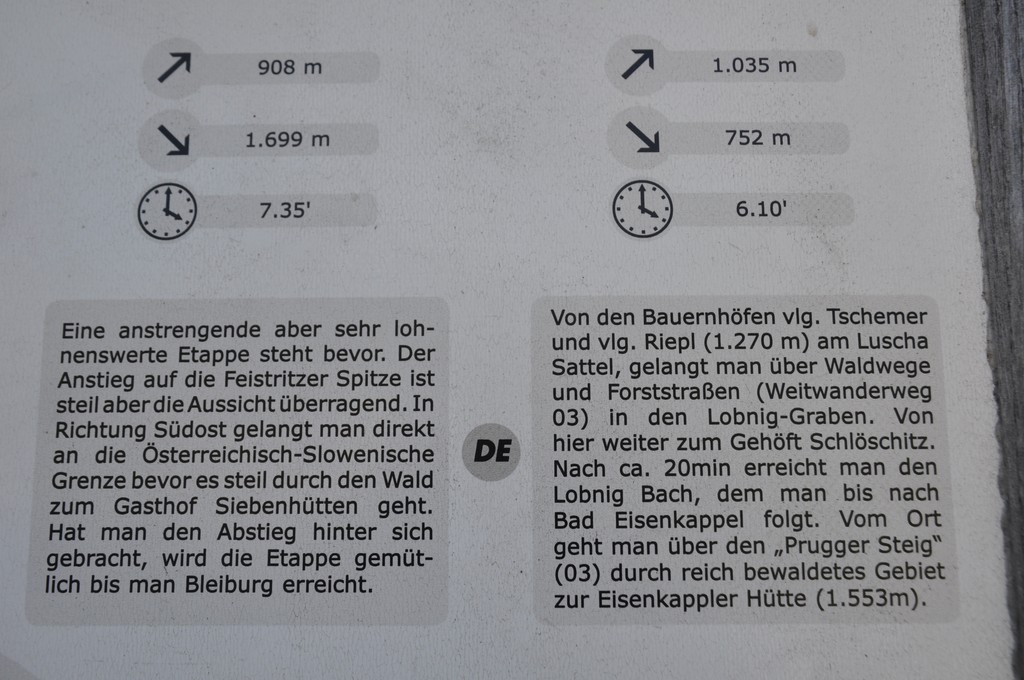 908 m
1.699 m
7.35'
Eine anstrengende aber sehr loh-
nenswerte Etappe steht bevor. Der
Anstieg auf die Feistritzer Spitze ist
steil aber die Aussicht überragend. In
Richtung Südost gelangt man direkt
an die Österreichisch-Slowenische
Grenze bevor es steil durch den Wald
zum Gasthof Siebenhütten geht.
Hat man den Abstieg hinter sich
gebracht, wird die Etappe gemüt-
lich bis man Bleiburg erreicht.
DE
1.035 m
752 m
6.10'
Von den Bauernhöfen vlg. Tschemer
und vlg. Riepl (1.270 m) am Luscha
Sattel, gelangt man über Waldwege
und Forststraßen (Weitwanderweg
03) in den Lobnig-Graben. Von
hier weiter zum Gehöft Schlöschitz.
Nach ca. 20min erreicht man den
Lobnig Bach, dem man bis nach
Bad Eisenkappel folgt. Vom Ort
geht man über den „Prugger Steig“
(03) durch reich bewaldetes Gebiet
zur Eisenkappler Hütte (1.553m).